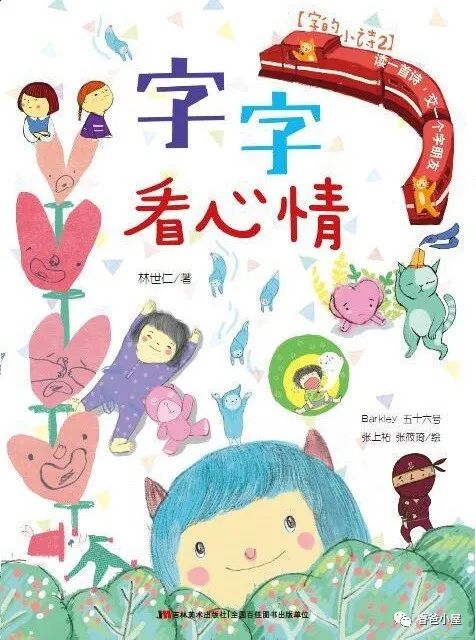 【字的小诗2】
读一首诗，交一个字朋友
字字
看心情
林世仁/著
Barkley 五十六号
张上祐 张筱琦/绘
吉林美术出版社 | 全国百佳图书出版单位
香爸小屋